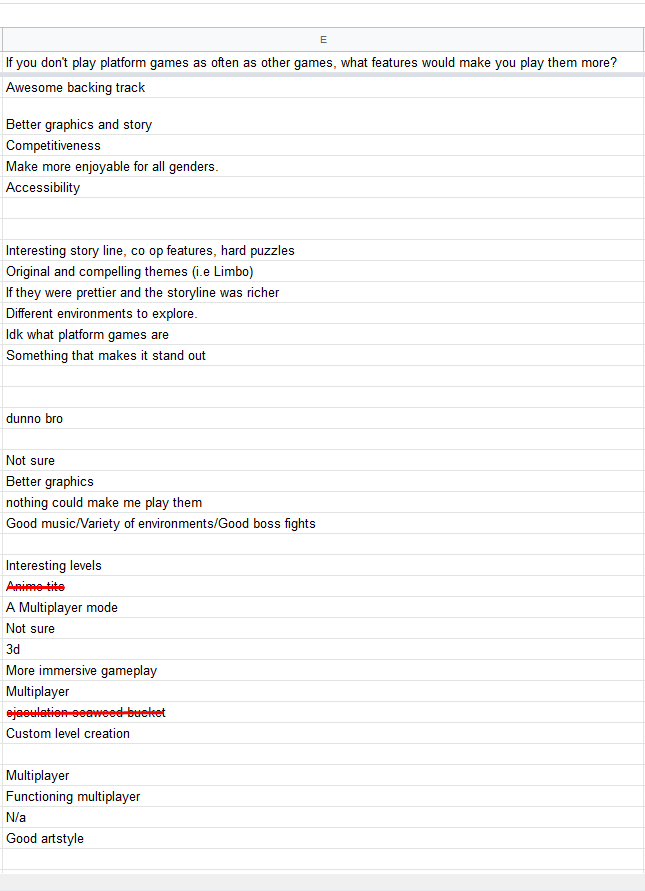 E
If you don't play platform games as often as other games, what features would make you play them more?
Awesome backing track
Better graphics and story
Competitiveness
Make more enjoyable for all genders.
Accessibility
Interesting story line, co op features, hard puzzles
Original and compelling themes (i.e Limbo)
If they were prettier and the storyline was richer
Different environments to explore.
Idk what platform games are
Something that makes it stand out
dunno bro
Not sure
Better graphics
nothing could make me play them
Good music/Variety of environments/Good boss fights
Interesting levels
Anime tits
A Multiplayer mode
Not sure
3d
More immersive gameplay
Multiplayer
ejaculation seaweed bucket
Custom level creation
Multiplayer
Functioning multiplayer
N/a
Good artstyle